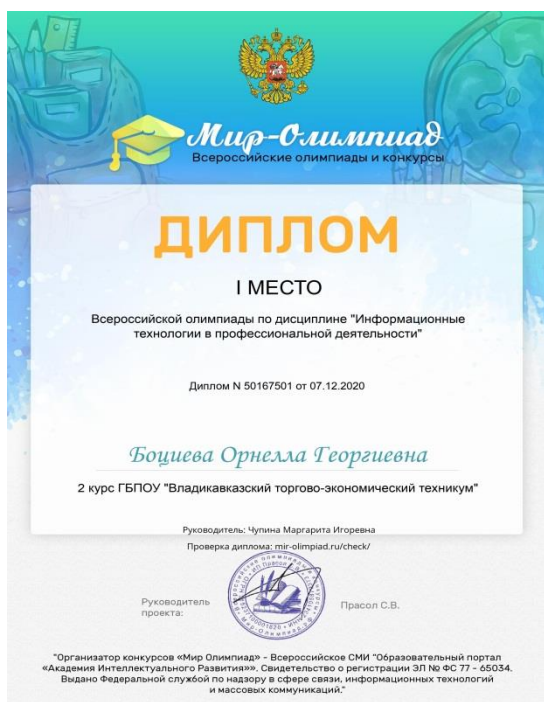 Мир-Олимпиад
Всероссийские олимпиады и конкурсы
ДИПЛОМ
I МЕСТО
Всероссийской олимпиады по дисциплине "Информационные
технологии в профессиональной деятельности"
Диплом N 50167501 от 07.12.2020
Боциева Орнелла Георгиевна
2 курс ГБПОУ "Владикавказский торгово-экономический техникум"
Руководитель: Чупина Маргарита Игоревна
Проверка диплома: mir-olimpiad.ru/check/
Руководитель
проекта:
Прасол С.В.
"Организатор конкурсов «Мир Олимпиад» - Всероссийское СМИ "Образовательный портал
«Академия Интеллектуального Развития»». Свидетельство о регистрации ЭЛ № ФС 77 - 65034.
Выдано Федеральной службой по надзору в сфере связи, информационных технологий
и массовых коммуникаций."